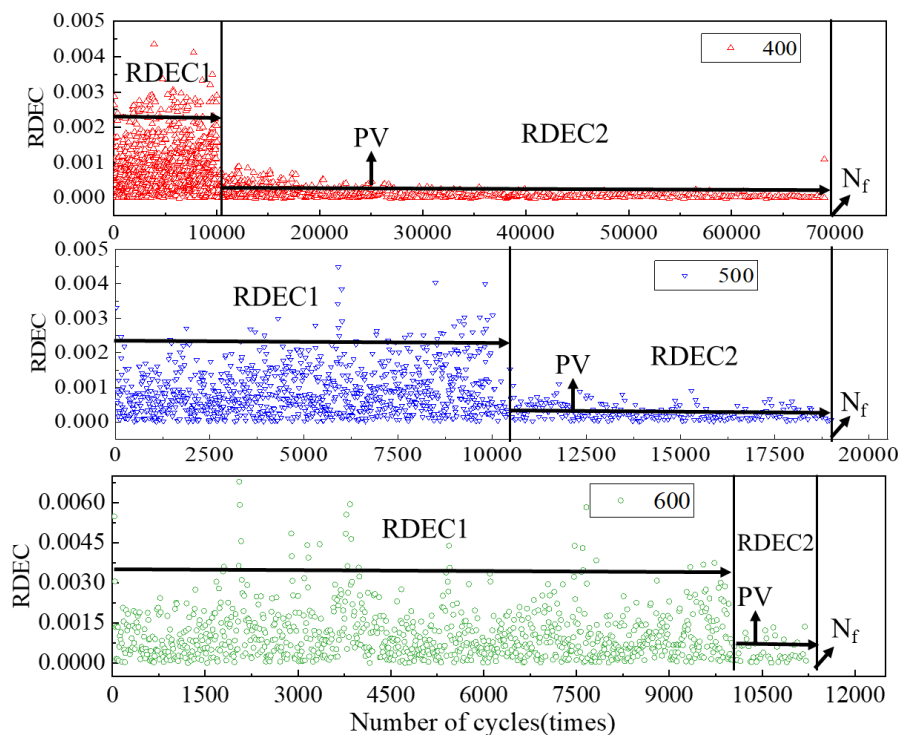 0.005
0.004
0.003
0.002
0.001
0.000
RDEC
RDEC1
400
PV
RDEC2
N_f
0 10000 20000 30000 40000 50000 60000 70000
0.005
0.004
0.003
0.002
0.001
0.000
RDEC
RDEC1
500
PV
RDEC2
N_f
0 2500 5000 7500 10000 12500 15000 17500 20000
0.0060
0.0045
0.0030
0.0015
0.0000
RDEC
RDEC1
600
RDEC2
PV
N_f
0 1500 3000 4500 6000 7500 9000 10500 12000
Number of cycles(times)